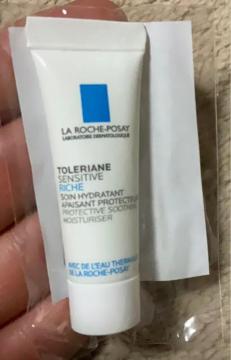 LA ROCHE-POSAY
LABORATOIRE DERMATOLOGIQUE
TOLERIANE
SENSITIVE
RICHE
SOIN HYDRATANT
APAISANT PROTECTEUR
PROTECTIVE SOOTHING
MOISTURISER
AVEC DE L'EAU THERMALE
DE LA ROCHE-POSAY